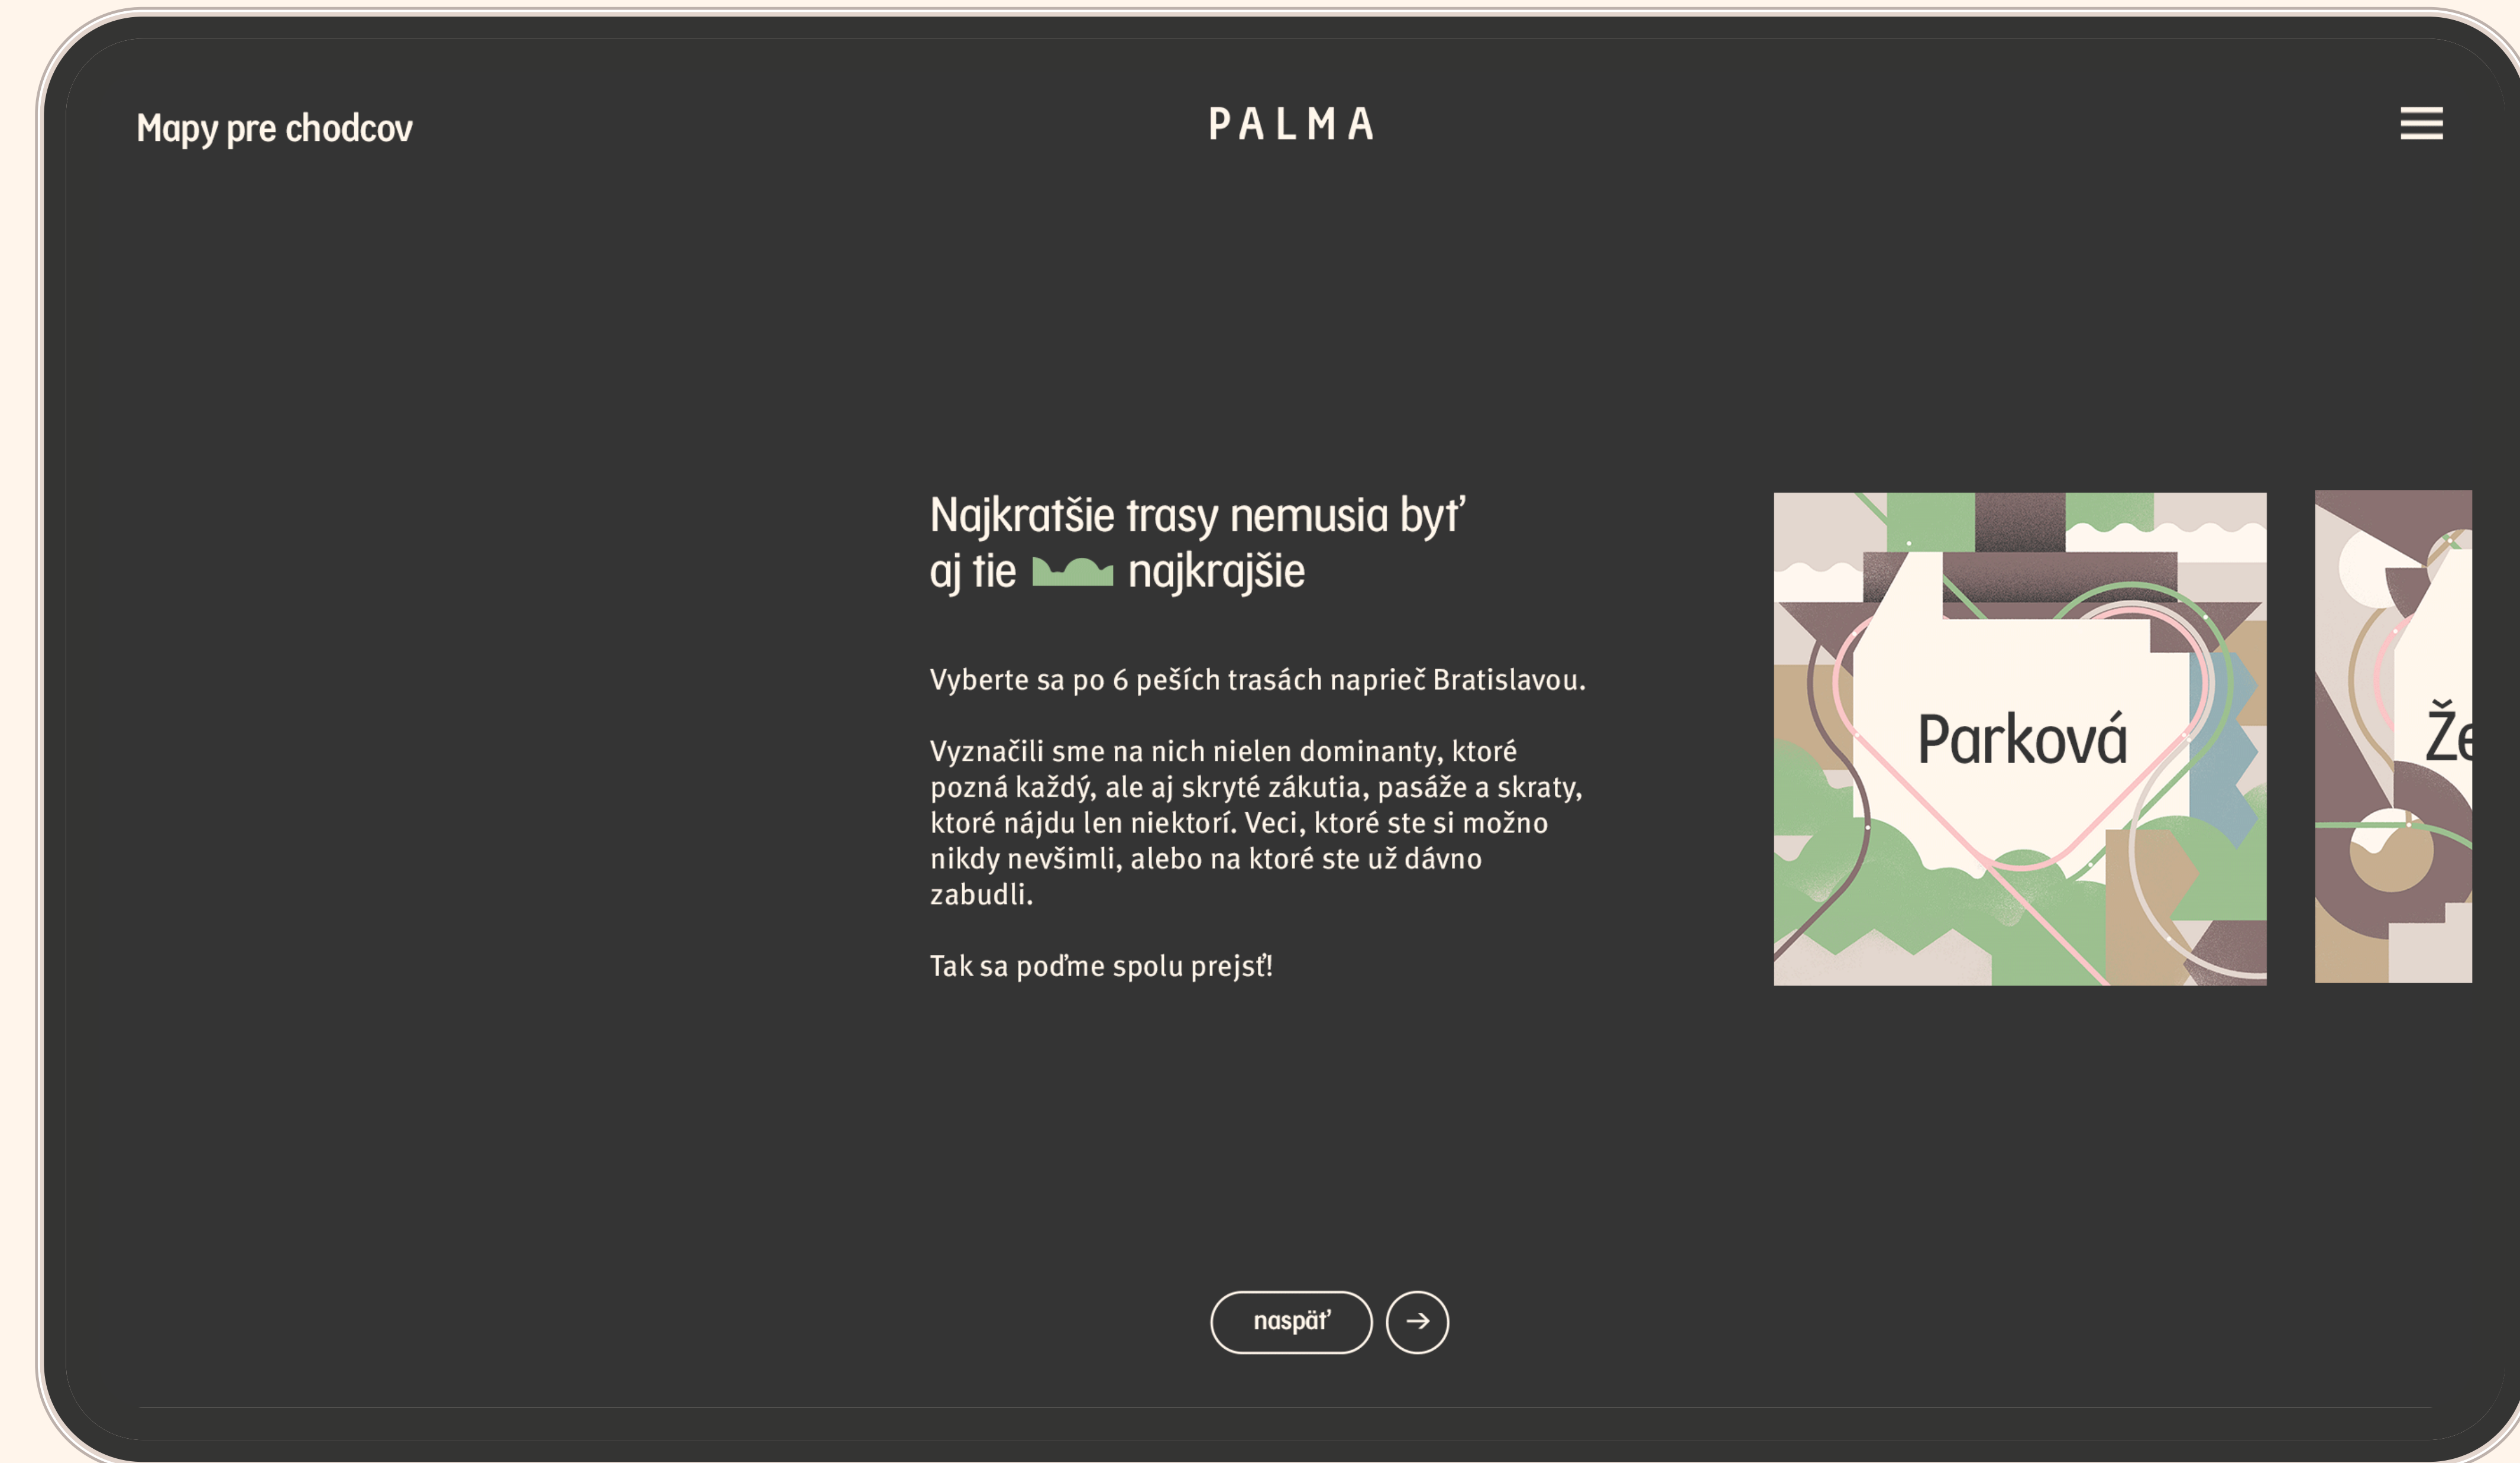 Mapy pre chodcov
PALMA
Najkratšie trasy nemusia byť
aj tie najkrajšie
Vyberte sa po 6 peších trasách naprieč Bratislavou.
Vyznačili sme na nich nielen dominanty, ktoré
pozná každý, ale aj skryté zákutia, pasáže a skraty,
ktoré nájdu len niektorí. Veci, ktoré ste si možno
nikdy nevšimli, alebo na ktoré ste už dávno
zabudli.
Tak sa poďme spolu prejsť!
Parková
Že
naspäť